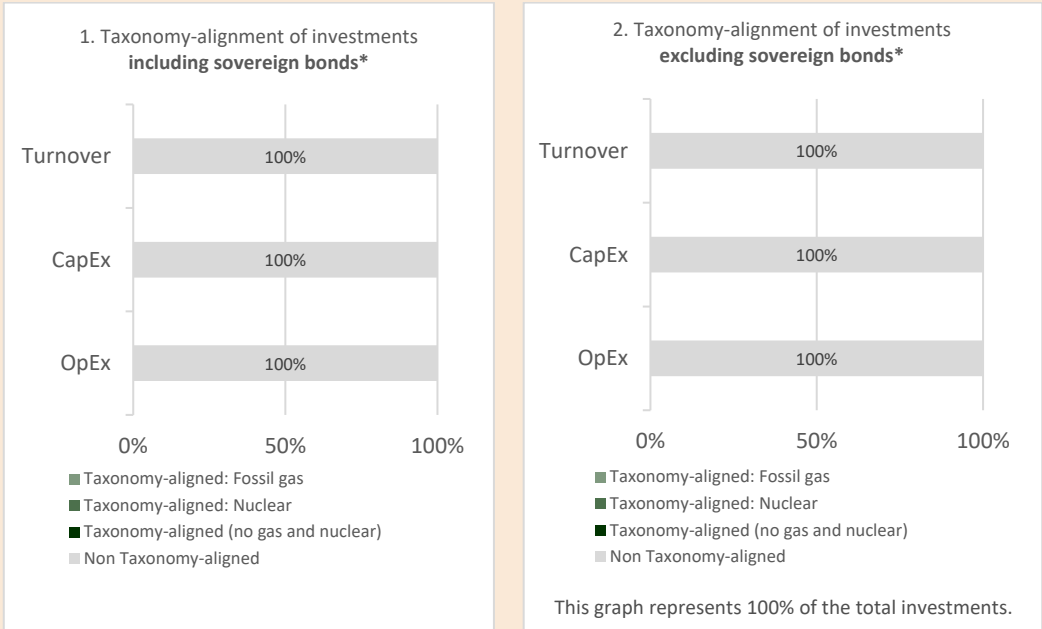 1. Taxonomy-alignment of investments
including sovereign bonds*
Turnover
100%
CapEx
100%
OpEx
100%
0%
50%
100%
Taxonomy-aligned: Fossil gas
Taxonomy-aligned: Nuclear
Taxonomy-aligned (no gas and nuclear)
Non Taxonomy-aligned
2. Taxonomy-alignment of investments
excluding sovereign bonds*
Turnover
100%
CapEx
100%
OpEx
100%
0%
50%
100%
Taxonomy-aligned: Fossil gas
Taxonomy-aligned: Nuclear
Taxonomy-aligned (no gas and nuclear)
Non Taxonomy-aligned
This graph represents 100% of the total investments.